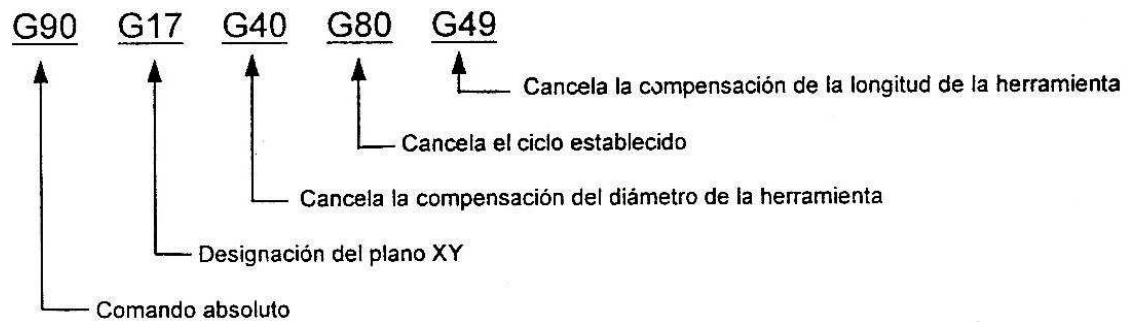 G90 G17 G40 G80 G49
Cancela la compensación de la longitud de la herramienta
Cancela el ciclo establecido
Cancela la compensación del diámetro de la herramienta
Designación del plano XY
Comando absoluto